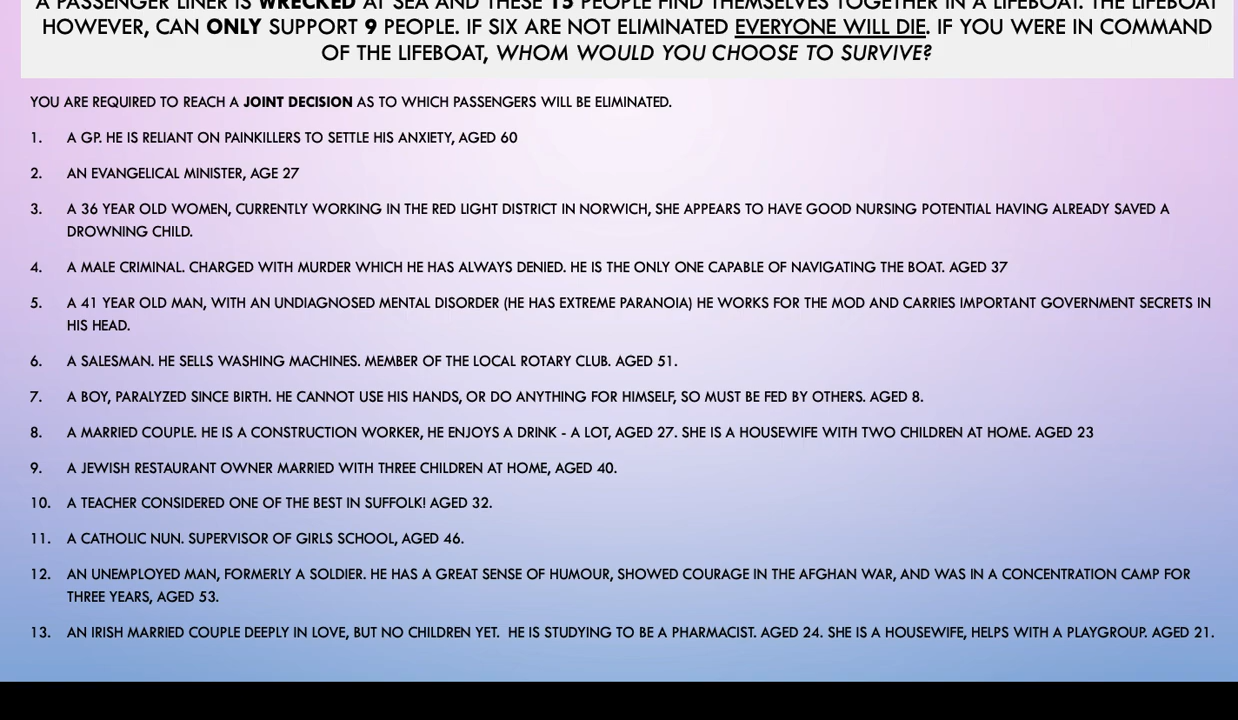 A PASSENGER LINER IS WRECKED AT SEA AND THESE 15 PEOPLE FIND THEMSELVES TOGETHER IN A LIFEBOAT. THE LIFEBOAT
HOWEVER, CAN ONLY SUPPORT 9 PEOPLE. IF SIX ARE NOT ELIMINATED EVERYONE WILL DIE. IF YOU WERE IN COMMAND
OF THE LIFEBOAT, WHOM WOULD YOU CHOOSE TO SURVIVE?
YOU ARE REQUIRED TO REACH A JOINT DECISION AS TO WHICH PASSENGERS WILL BE ELIMINATED.
1. A GP. HE IS RELIANT ON PAINKILLERS TO SETTLE HIS ANXIETY, AGED 60
2. AN EVANGELICAL MINISTER, AGE 27
3. A 36 YEAR OLD WOMEN, CURRENTLY WORKING IN THE RED LIGHT DISTRICT IN NORWICH, SHE APPEARS TO HAVE GOOD NURSING POTENTIAL HAVING ALREADY SAVED A
DROWNING CHILD.
4. A MALE CRIMINAL. CHARGED WITH MURDER WHICH HE HAS ALWAYS DENIED. HE IS THE ONLY ONE CAPABLE OF NAVIGATING THE BOAT. AGED 37
5. A 41 YEAR OLD MAN, WITH AN UNDIAGNOSED MENTAL DISORDER (HE HAS EXTREME PARANOIA) HE WORKS FOR THE MOD AND CARRIES IMPORTANT GOVERNMENT SECRETS IN
HIS HEAD.
6. A SALESMAN. HE SELLS WASHING MACHINES. MEMBER OF THE LOCAL ROTARY CLUB. AGED 51.
7. A BOY, PARALYZED SINCE BIRTH. HE CANNOT USE HIS HANDS, OR DO ANYTHING FOR HIMSELF, SO MUST BE FED BY OTHERS. AGED 8.
8. A MARRIED COUPLE. HE IS A CONSTRUCTION WORKER, HE ENJOYS A DRINK - A LOT, AGED 27. SHE IS A HOUSEWIFE WITH TWO CHILDREN AT HOME. AGED 23
9. A JEWISH RESTAURANT OWNER MARRIED WITH THREE CHILDREN AT HOME, AGED 40.
10. A TEACHER CONSIDERED ONE OF THE BEST IN SUFFOLK! AGED 32.
11. A CATHOLIC NUN. SUPERVISOR OF GIRLS SCHOOL, AGED 46.
12. AN UNEMPLOYED MAN, FORMERLY A SOLDIER. HE HAS A GREAT SENSE OF HUMOUR, SHOWED COURAGE IN THE AFGHAN WAR, AND WAS IN A CONCENTRATION CAMP FOR
THREE YEARS, AGED 53.
13. AN IRISH MARRIED COUPLE DEEPLY IN LOVE, BUT NO CHILDREN YET. HE IS STUDYING TO BE A PHARMACIST. AGED 24. SHE IS A HOUSEWIFE, HELPS WITH A PLAYGROUP. AGED 21.